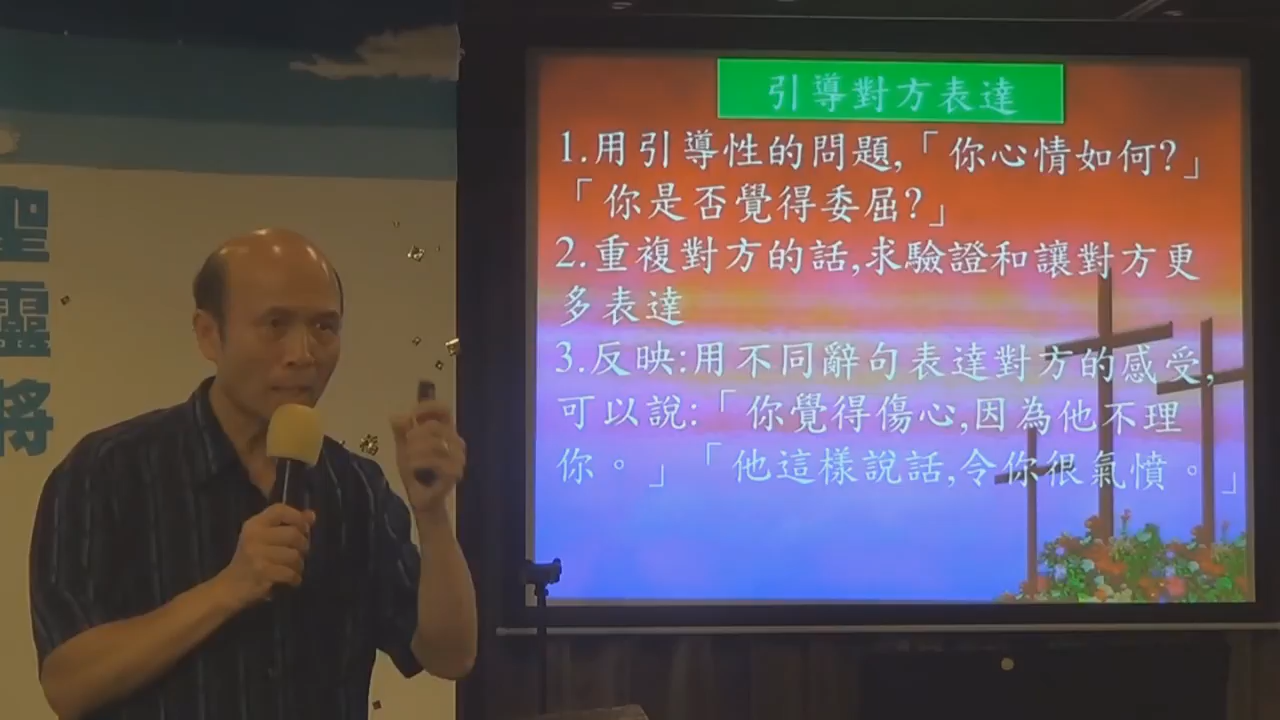 引導對方表達
1.用引導性的問題,「你心情如何?」
「你是否覺得委屈?」
2.重複對方的話,求驗證和讓對方更
多表達
3.反映:用不同辭句表達對方的感受,
可以說:「你覺得傷心,因為他不理
你。」「他這樣說話,令你很氣憤。」
聖
靈
將
福